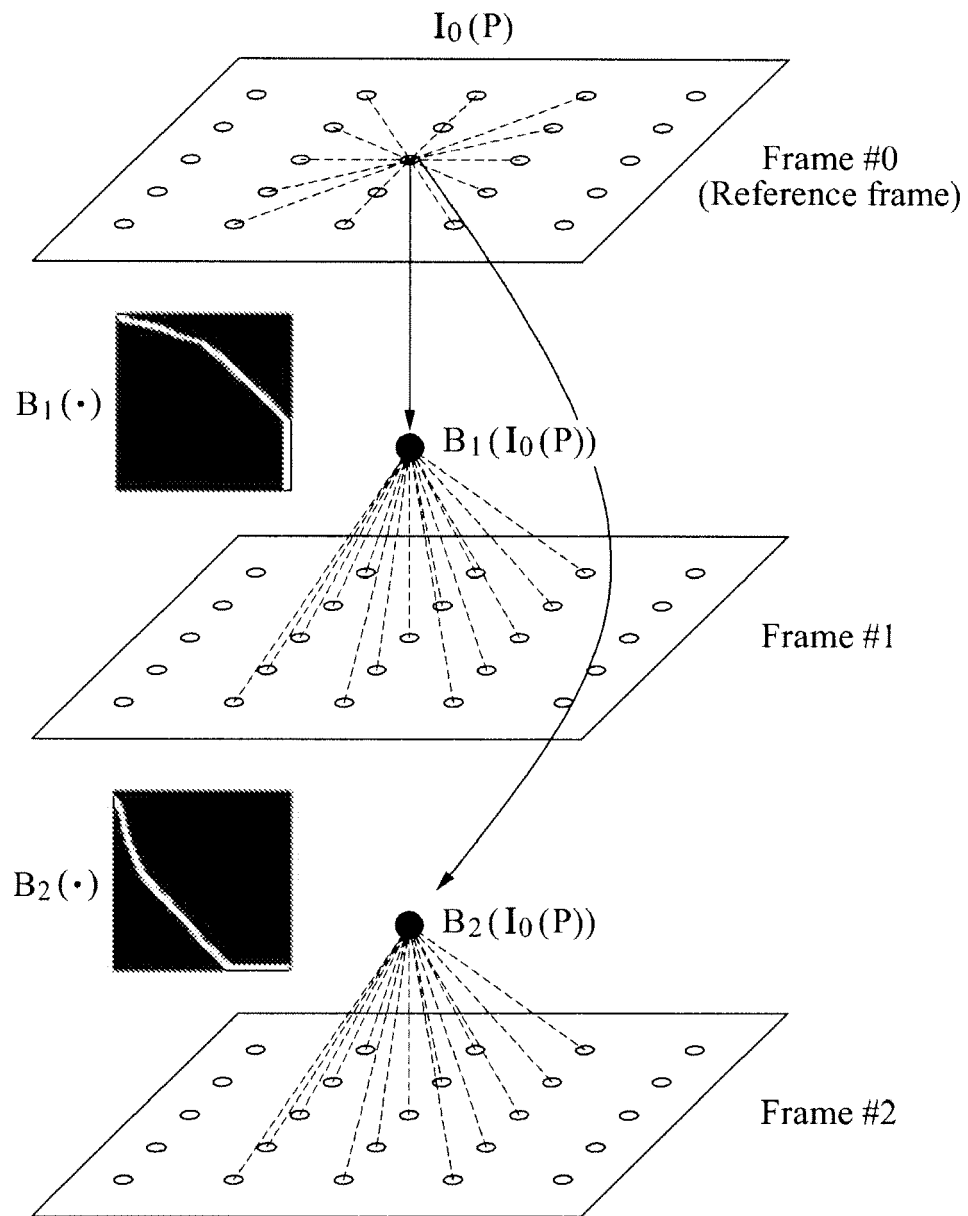 I₀(P)
Frame #0
(Reference frame)
B₁(·)
B₁(I₀(P))
Frame #1
B₂(·)
B₂(I₀(P))
Frame #2